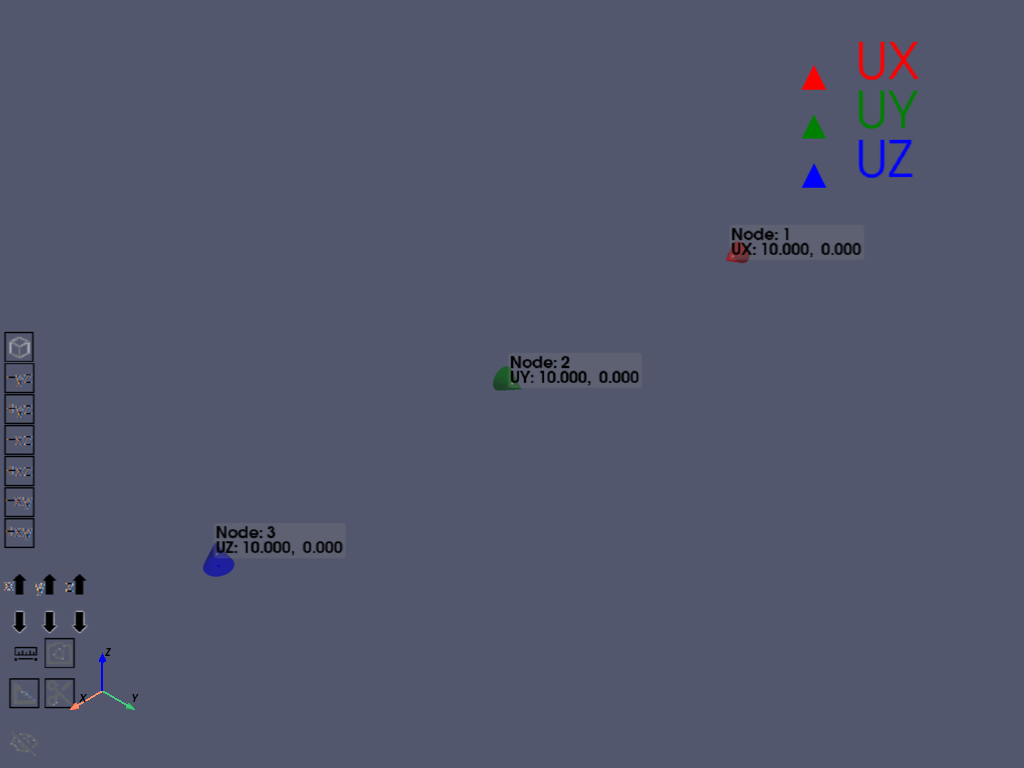 UX
UY
UZ
Node: 1
UX: 10.000, 0.000
Node: 2
UY: 10.000, 0.000
Node: 3
UZ: 10.000, 0.000
-yz
+yz
-xz
+xz
-xy
+xy
x y z
Z
X Y